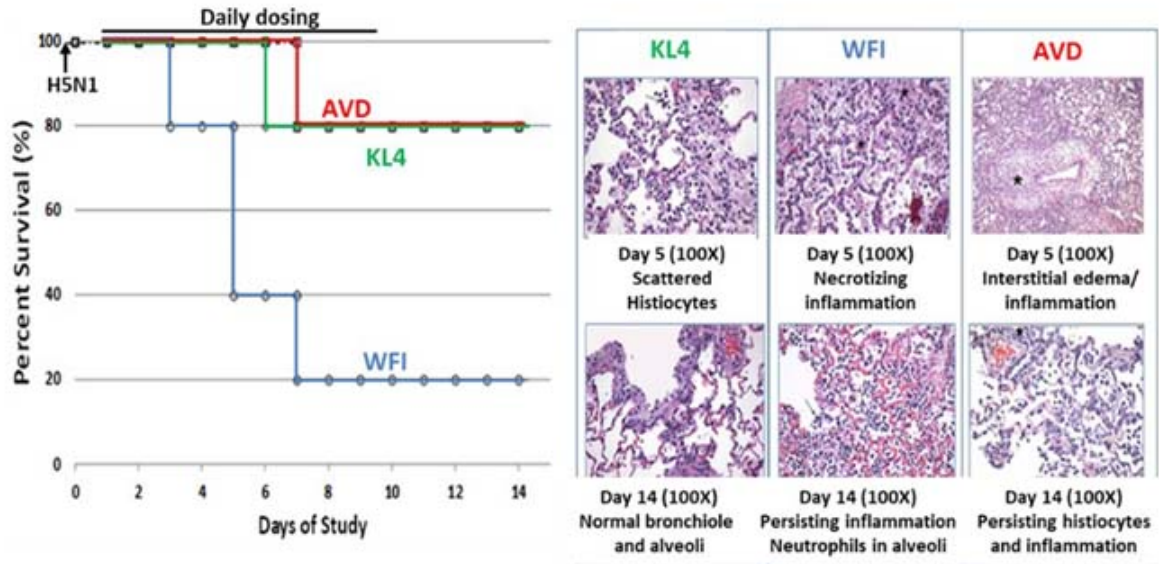 Daily dosing
100
H5N1
AVD
80
KL4
60
40
WFI
20
0
Percent Survival (%)
0 2 4 6 8 10 12 14
Days of Study
KL4
Day 5 (100X)
Scattered
Histiocytes
Day 14 (100X)
Normal bronchiole
and alveoli
WFI
Day 5 (100X)
Necrotizing
inflammation
Day 14 (100X)
Persisting inflammation
Neutrophils in alveoli
AVD
Day 5 (100X)
Interstitial edema/
inflammation
Day 14 (100X)
Persisting histiocytes
and inflammation